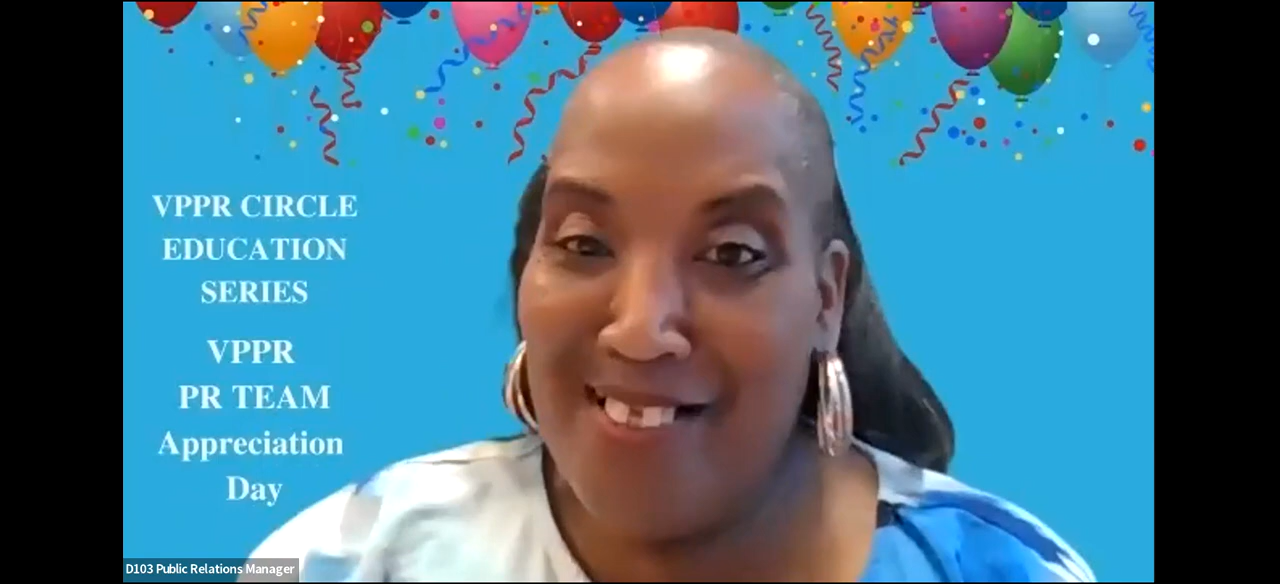 VPPR CIRCLE
EDUCATION
SERIES
VPPR
PR TEAM
Appreciation
Day
D103 Public Relations Manager